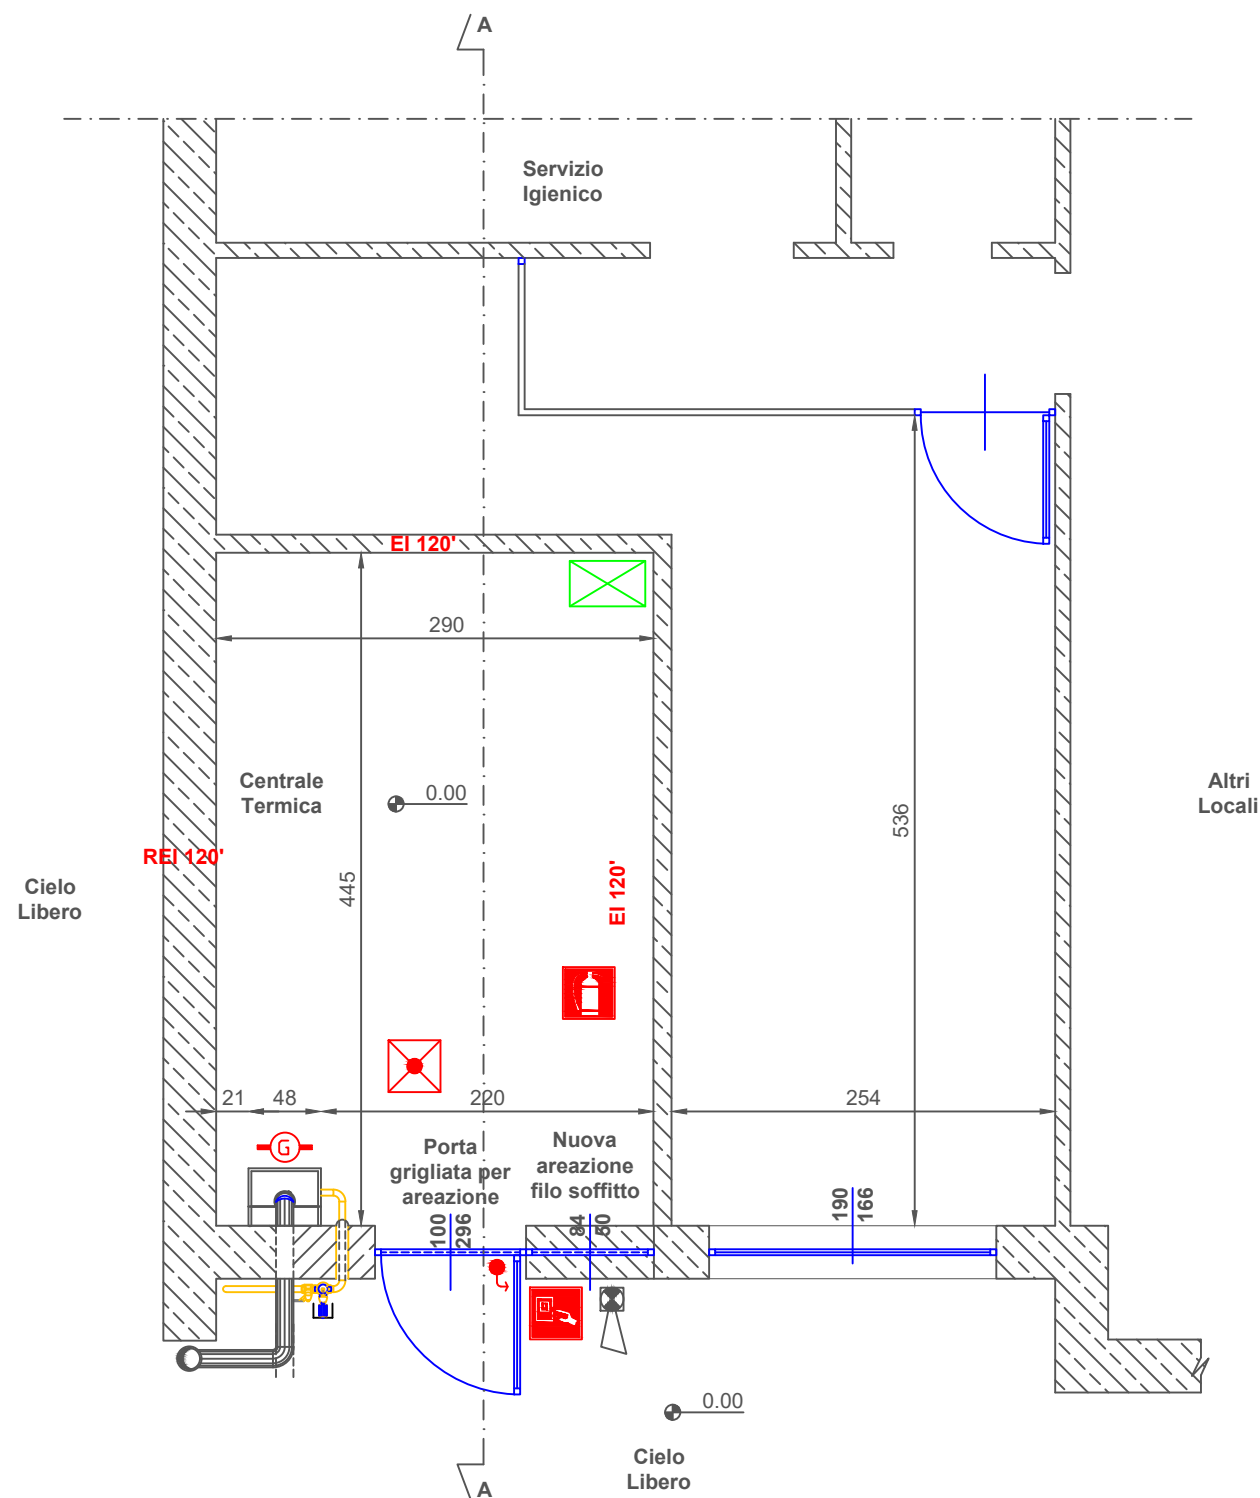 A
Servizio
Igienico
EI 120'
290
Centrale
Termica
0.00
536
Altri
Locali
REI 120'
445
EI 120'
Cielo
Libero
21
48
220
254
G
Porta
grigliata per
areazione
Nuova
areazione
filo soffitto
100
296
84
50
190
166
0.00
Cielo
Libero
A